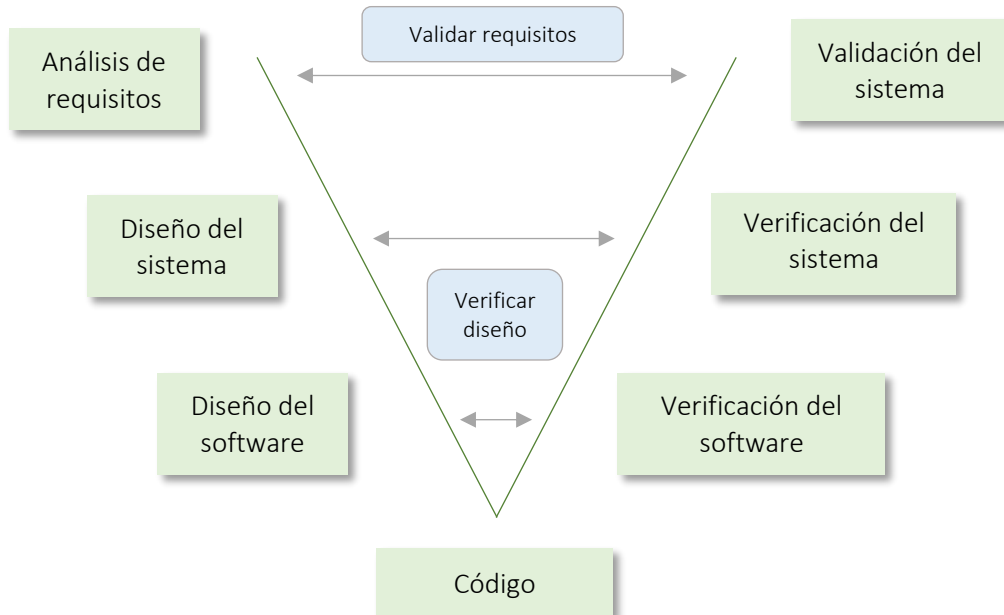 Validar requisitos
Análisis de
requisitos
Validación del
sistema
Diseño del
sistema
Verificación del
sistema
Verificar
diseño
Diseño del
software
Verificación del
software
Código